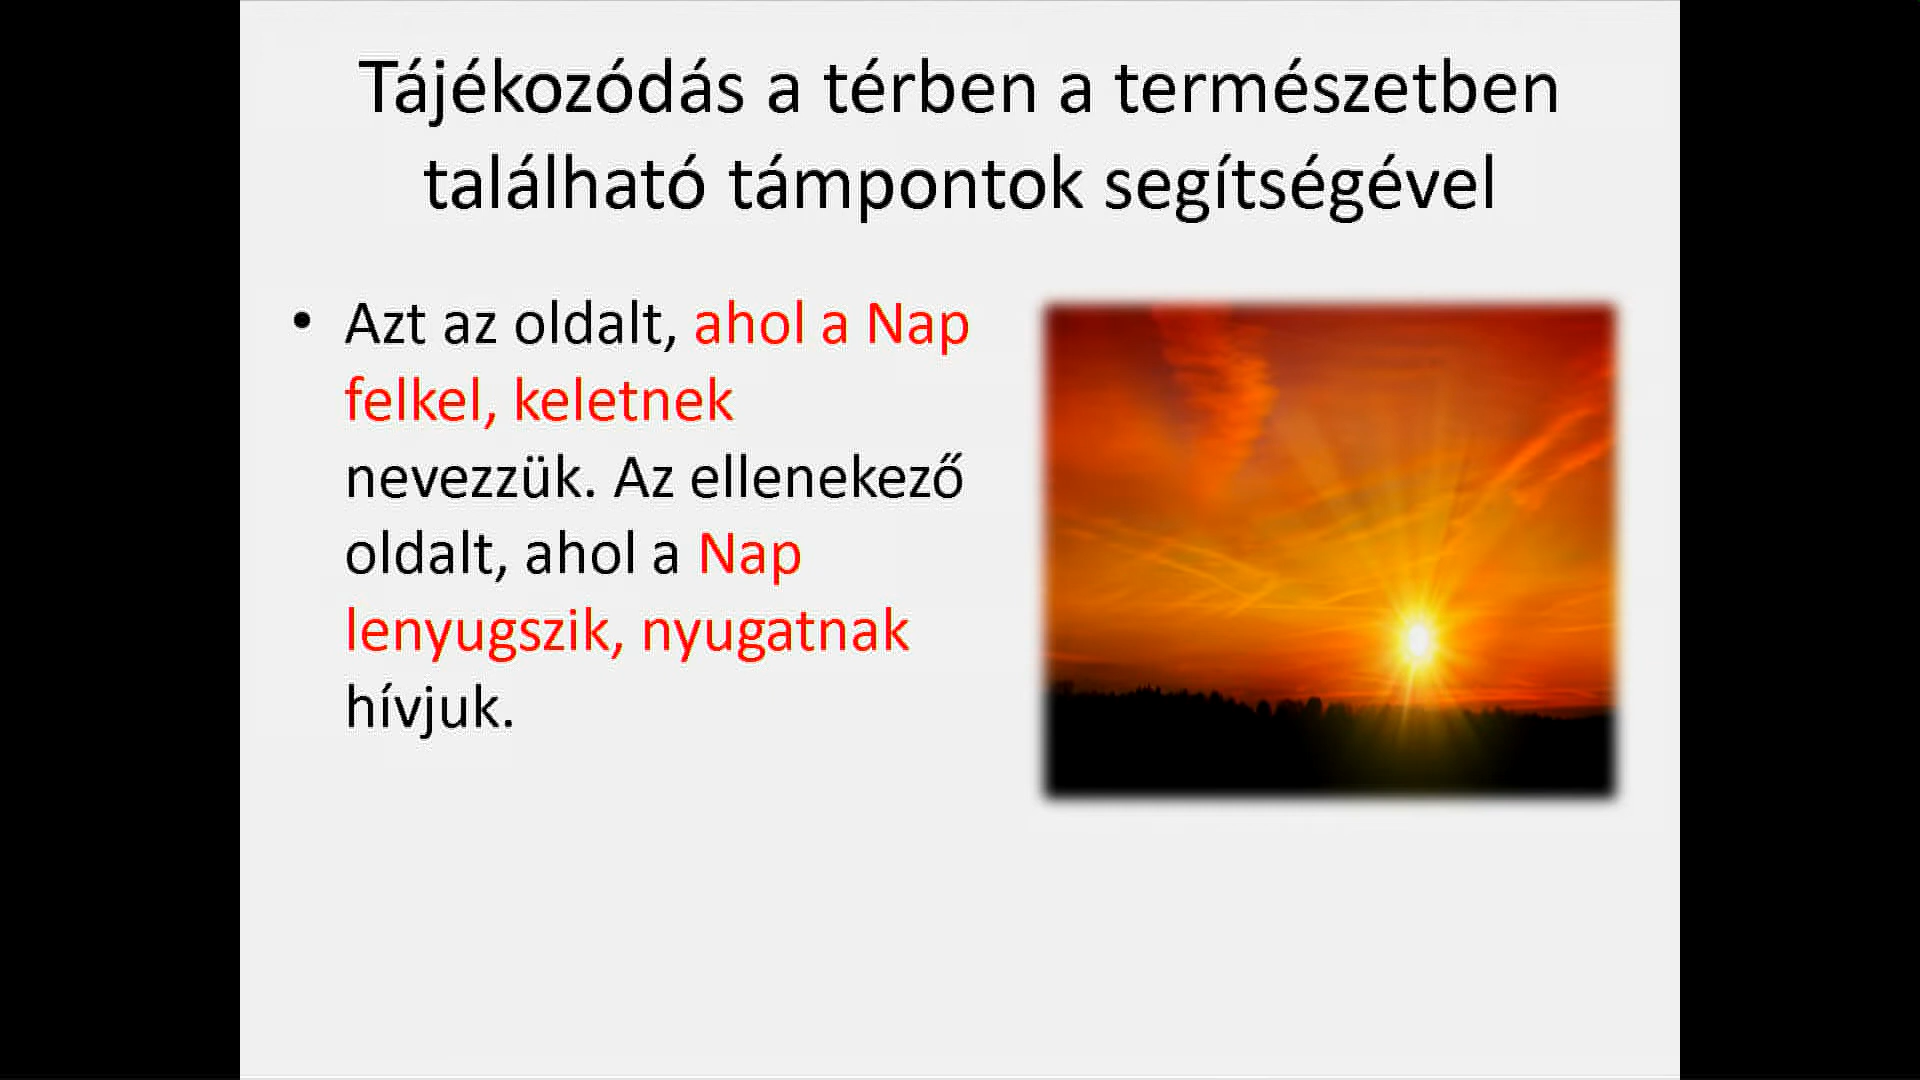 Tájékozódás a térben a természetben
található támpontok segítségével
• Azt az oldalt, ahol a Nap
felkel, keletnek
nevezzük. Az ellenekező
oldalt, ahol a Nap
lenyugszik, nyugatnak
hívjuk.